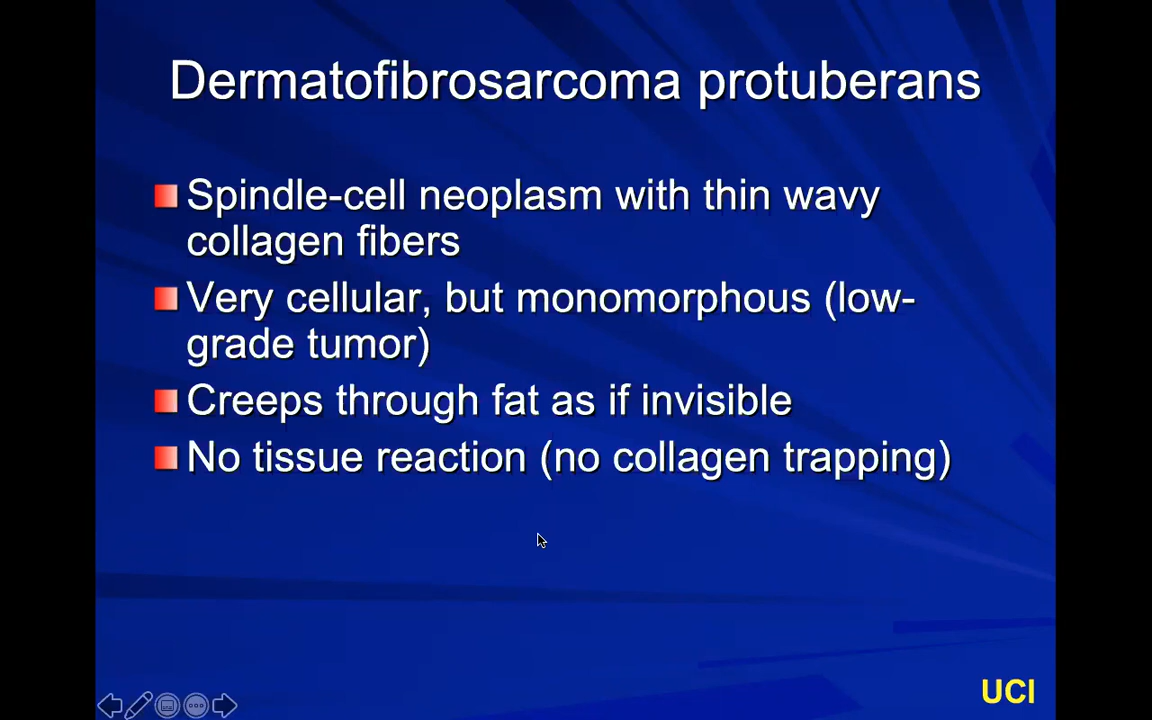 Dermatofibrosarcoma protuberans
Spindle-cell neoplasm with thin wavy
collagen fibers
Very cellular, but monomorphous (low-
grade tumor)
Creeps through fat as if invisible
No tissue reaction (no collagen trapping)
UCI